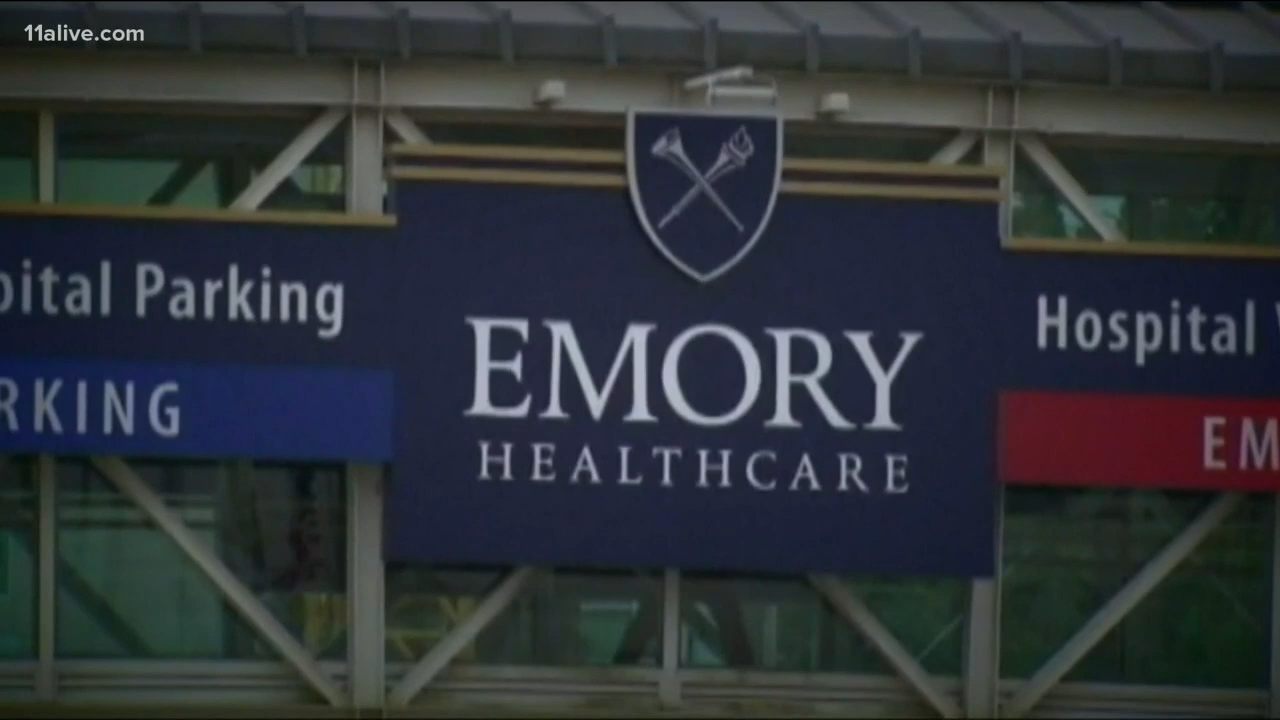 11alive.com
pital Parking
RKING
EMORY
HEALTHCARE
Hospital
EM